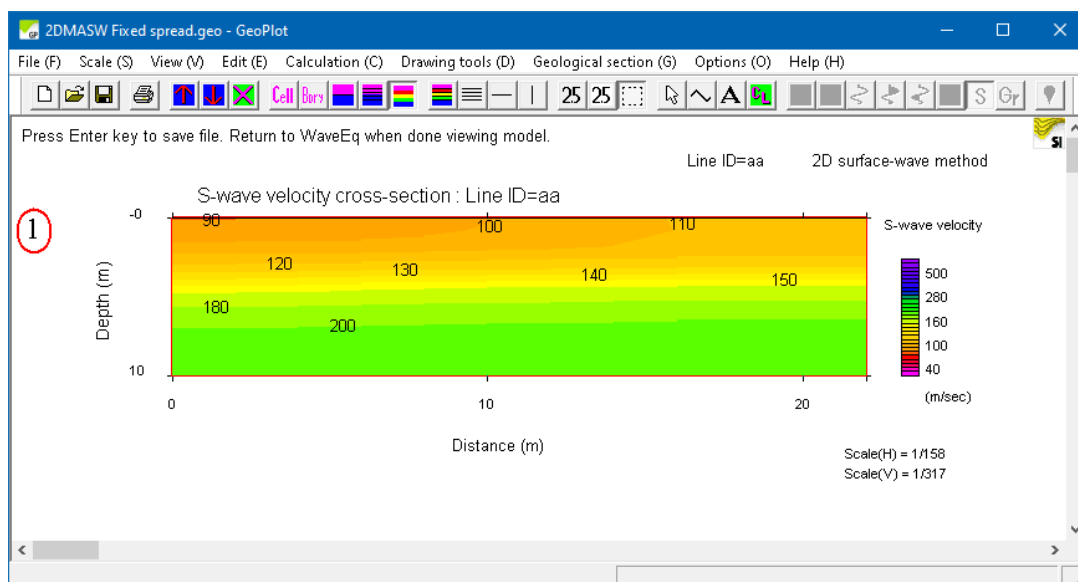 2DMASW Fixed spread.geo - GeoPlot
File (F) Scale (S) View (V) Edit (E) Calculation (C) Drawing tools (D) Geological section (G) Options (O) Help (H)
Cell Bory 25 25 A S Gr
Press Enter key to save file. Return to WaveEq when done viewing model.
SI
Line ID=aa 2D surface-wave method
S-wave velocity cross-section : Line ID=aa
1
-0
90 100 110
120 130 140 150
180 200
10
Depth (m)
0 10 20
Distance (m)
S-wave velocity
500
280
160
100
40
(m/sec)
Scale(H) = 1/158
Scale(V) = 1/317